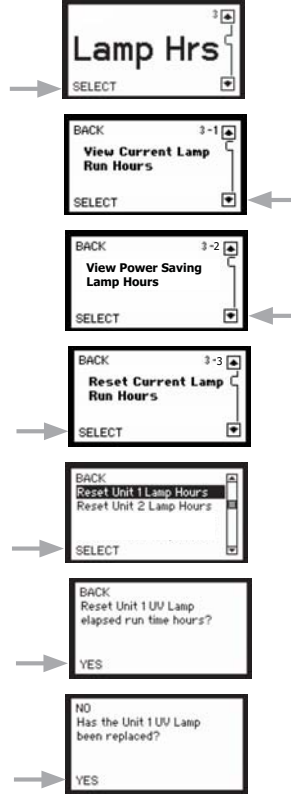 3
Lamp Hrs
SELECT
BACK 3-1
View Current Lamp
Run Hours
SELECT
BACK 3-2
View Power Saving
Lamp Hours
SELECT
BACK 3-3
Reset Current Lamp
Run Hours
SELECT
BACK
Reset Unit 1 Lamp Hours
Reset Unit 2 Lamp Hours
SELECT
BACK
Reset Unit 1 UV Lamp
elapsed run time hours?
YES
NO
Has the Unit 1 UV Lamp
been replaced?
YES